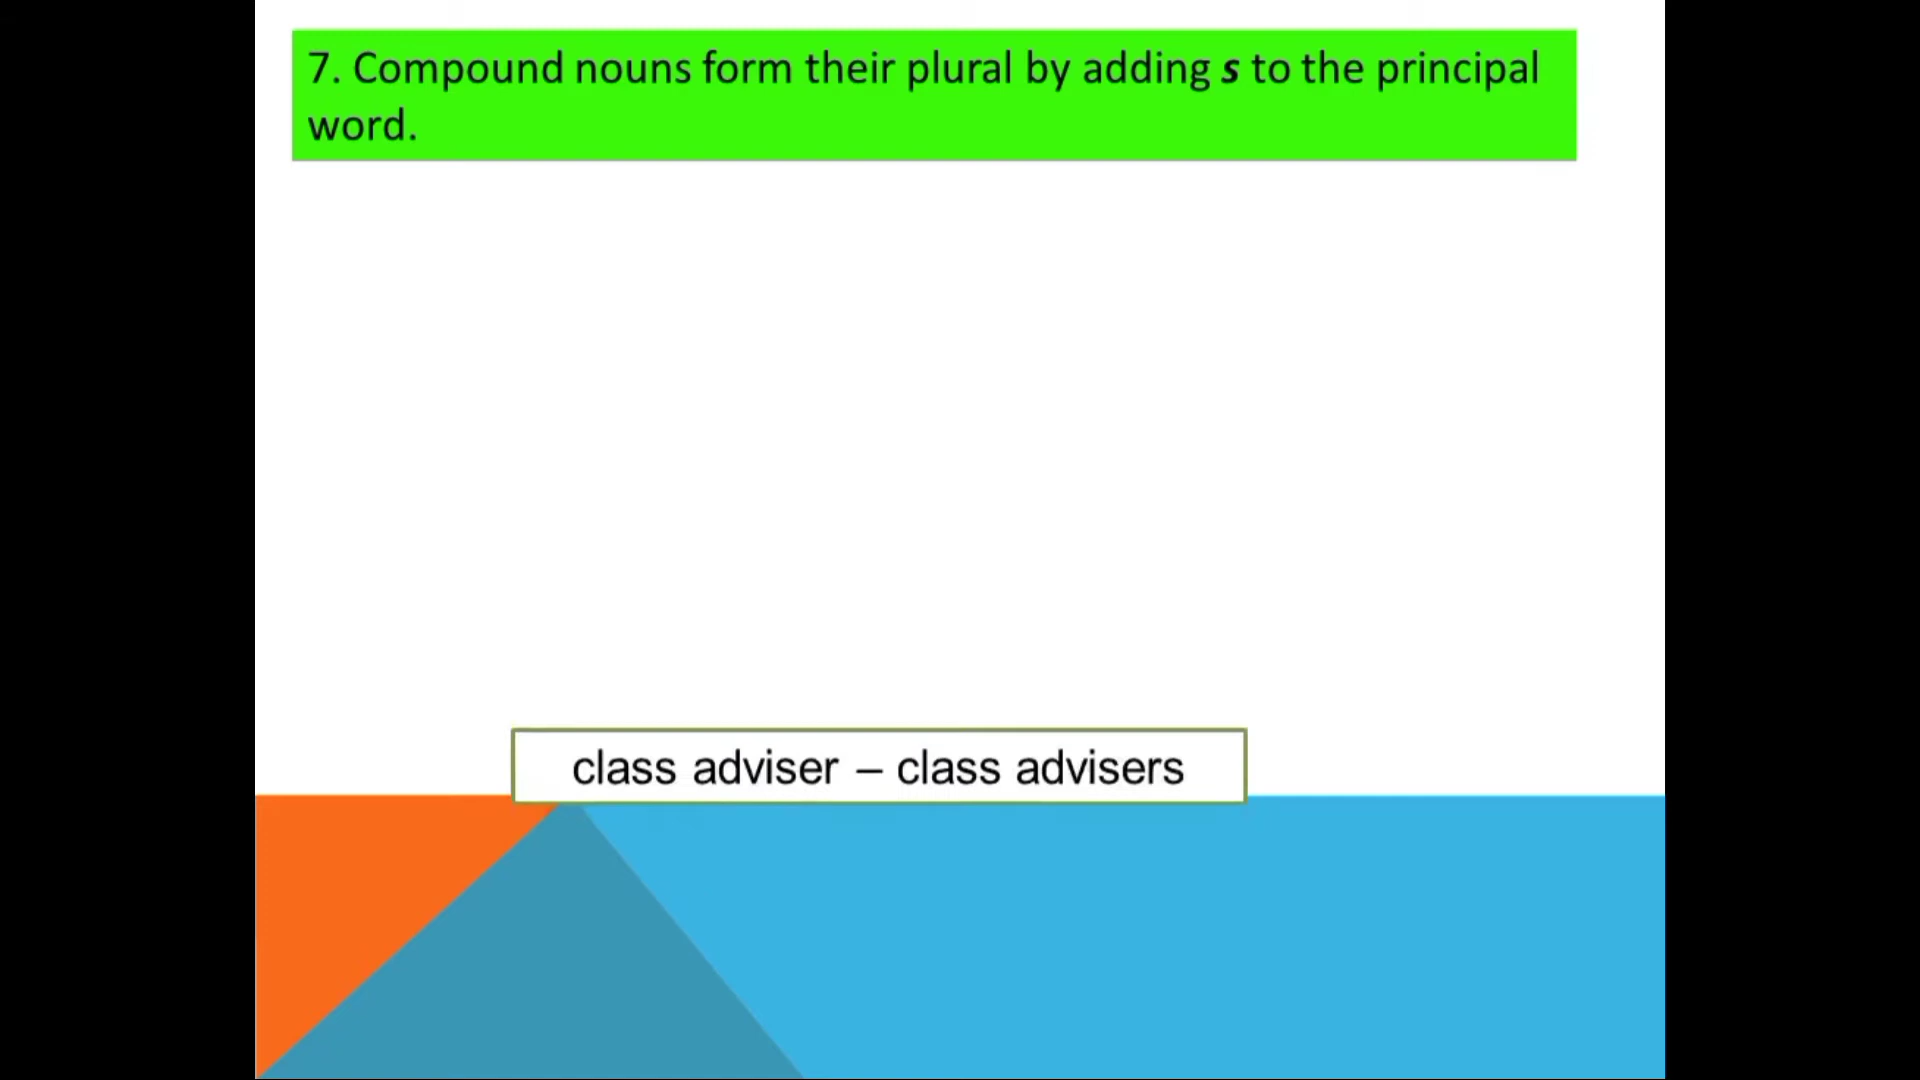 7. Compound nouns form their plural by adding s to the principal
word.
class adviser – class advisers